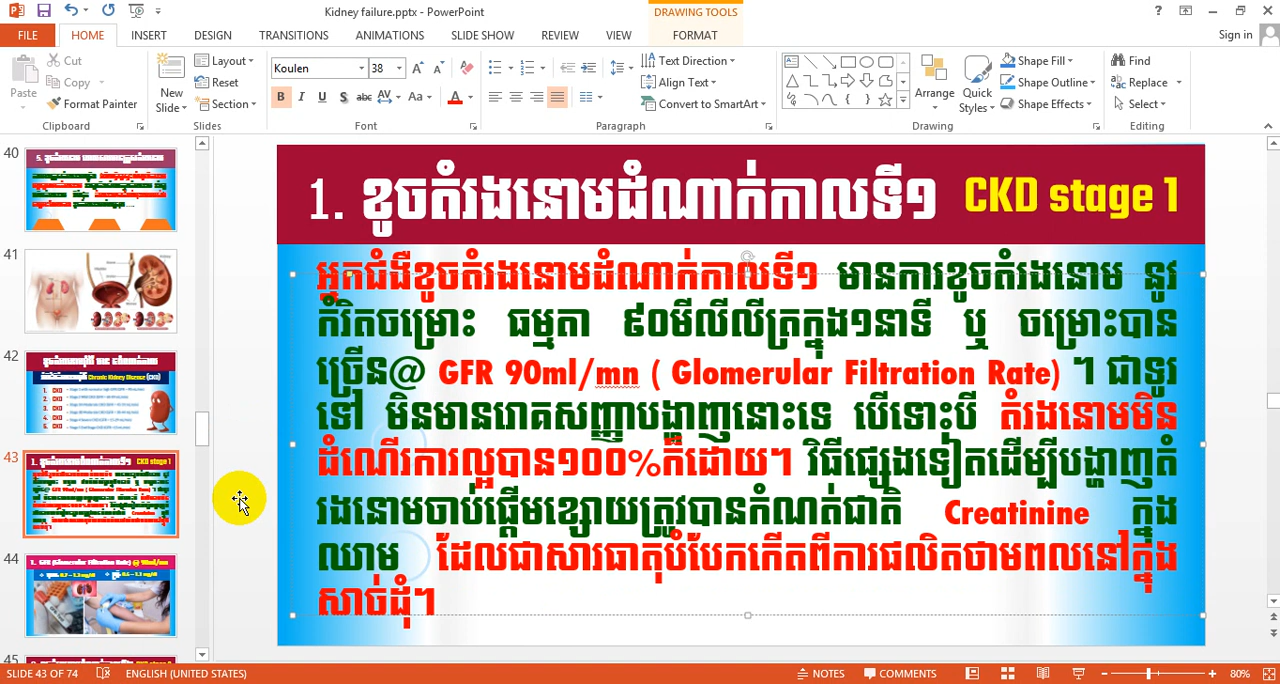 Kidney failure.pptx - PowerPoint
DRAWING TOOLS
Sign in
FILE HOME INSERT DESIGN TRANSITIONS ANIMATIONS SLIDE SHOW REVIEW VIEW FORMAT
Cut
Copy
Format Painter
Paste
Clipboard
New Slide
Layout
Reset
Section
Slides
Koulen 38
Font
Text Direction
Align Text
Convert to SmartArt
Paragraph
Arrange
Quick Styles
Shape Fill
Shape Outline
Shape Effects
Drawing
Find
Replace
Select
Editing
40
41
42
Chronic Kidney Disease (CKD)
43
CKD stage 1
44
1. GFR (Glomerular Filtration Rate) @ 90ml/mn
45
1. ខូចតំរងនោមដំណាក់កាលទី១ CKD stage 1
អ្នកជំងឺខូចតំរងនោមដំណាក់កាលទី១ មានការខូចតំរងនោម នូវ
កំរិតចម្រោះ ធម្មតា ៩០មីលីលីត្រក្នុង១នាទី ឬ ចម្រោះបាន
ច្រើន@ GFR 90ml/mn ( Glomerular Filtration Rate) ។ ជាទូរ
ទៅ មិនមានរោគសញ្ញាបង្ហាញនោះទេ បើទោះបី តំរងនោមមិន
ដំណើរការល្អបាន១០០%ក៏ដោយ។ វិធីផ្សេងទៀតដើម្បីបង្ហាញតំ
រងនោមចាប់ផ្តើមខ្សោយត្រូវបានកំណត់ជាតិ Creatinine ក្នុង
ឈាម ដែលជាសារធាតុបំបែកកើតពីការផលិតថាមពលនៅក្នុង
សាច់ដុំ។
SLIDE 43 OF 74 ENGLISH (UNITED STATES) NOTES COMMENTS 80%